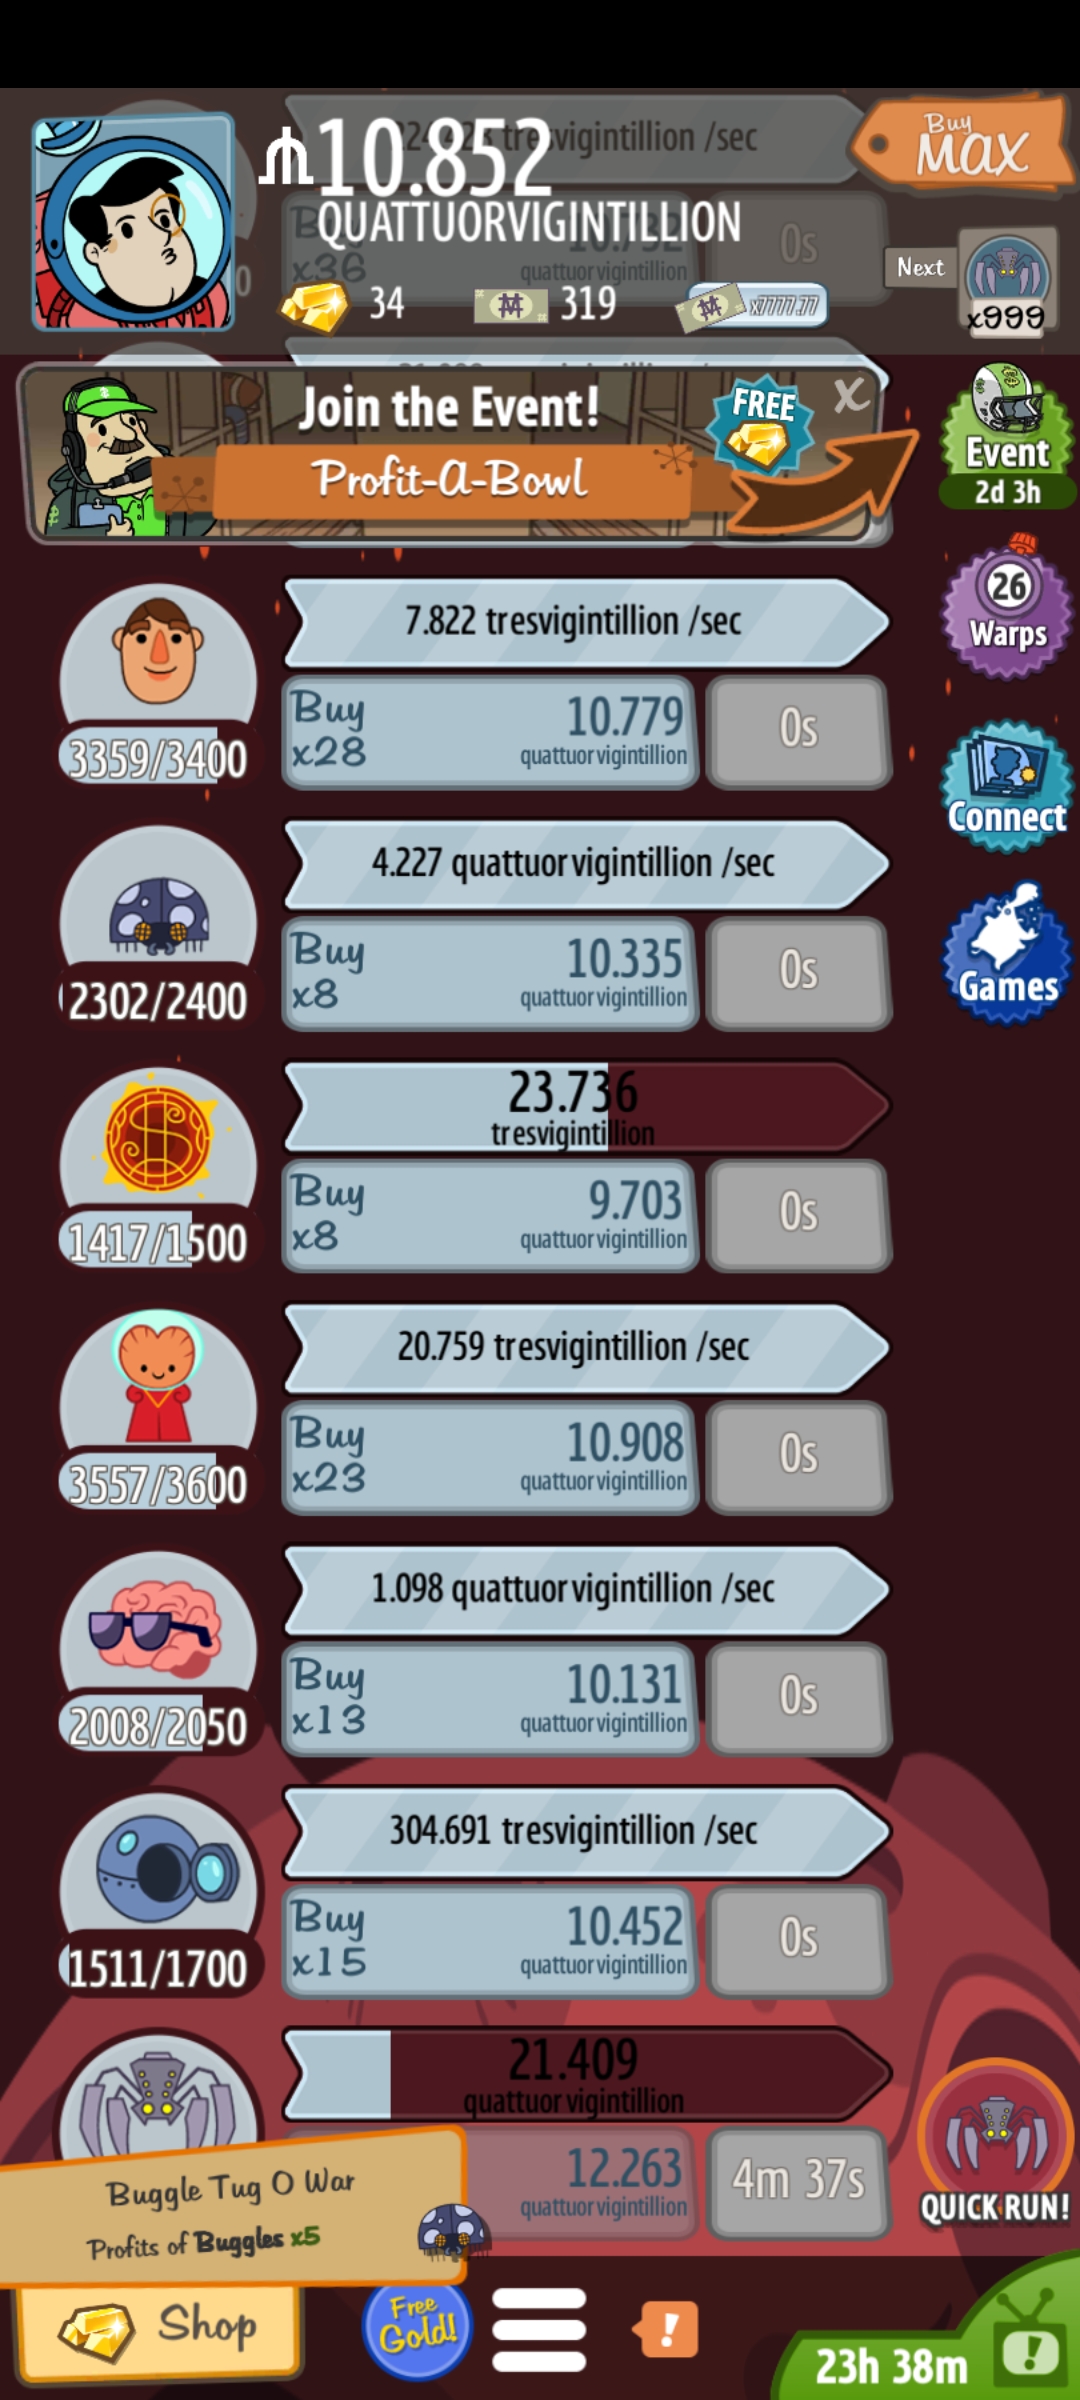 tresvigintillion /sec
10.852
Buy
MAX
QUATTUORVIGINTILLION
x36
quattuorvigintillion
0s
Next
34
319
x7777.77
x999
Join the Event!
FREE
X
Profit-A-Bowl
Event
2d 3h
7.822 tresvigintillion /sec
26
Warps
Buy
x28
10.779
quattuorvigintillion
0s
3359/3400
Connect
4.227 quattuorvigintillion /sec
Buy
x8
10.335
quattuorvigintillion
0s
2302/2400
Games
23.736
tresvigintillion
Buy
x8
9.703
quattuorvigintillion
0s
1417/1500
20.759 tresvigintillion /sec
Buy
x23
10.908
quattuorvigintillion
0s
3557/3600
1.098 quattuorvigintillion /sec
Buy
x13
10.131
quattuorvigintillion
0s
2008/2050
304.691 tresvigintillion /sec
Buy
x15
10.452
quattuorvigintillion
0s
1511/1700
21.409
quattuorvigintillion
12.263
quattuorvigintillion
4m 37s
QUICK RUN!
Buggle Tug O War
Profits of Buggles x5
Shop
Free
Gold!
!
23h 38m
!